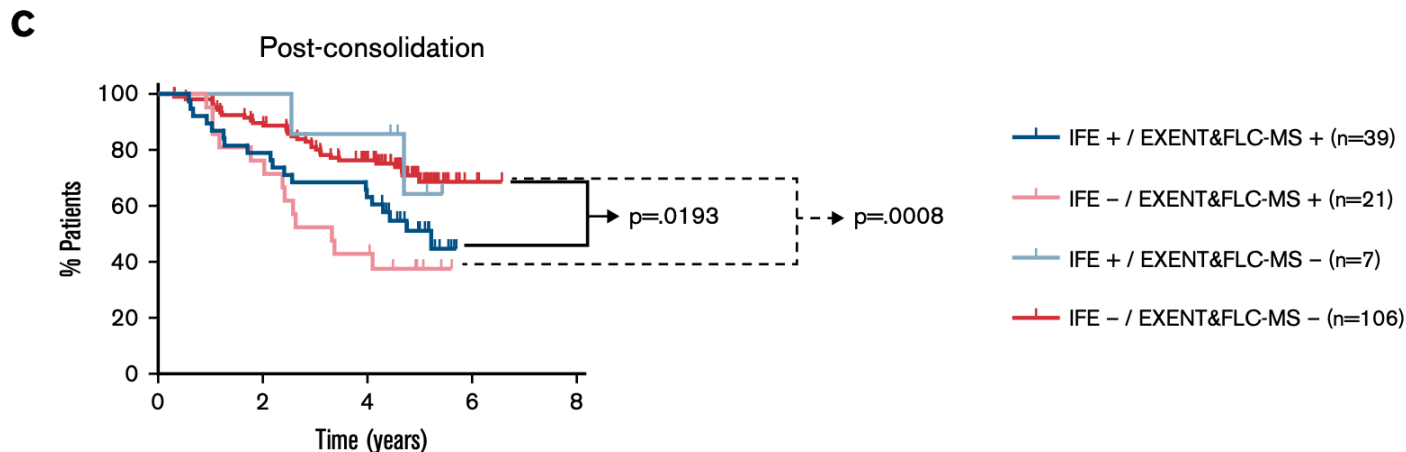 C
Post-consolidation
% Patients
100
80
60
40
20
0
0 2 4 6 8
Time (years)
p=.0193
p=.0008
IFE + / EXENT&FLC-MS + (n=39)
IFE – / EXENT&FLC-MS + (n=21)
IFE + / EXENT&FLC-MS – (n=7)
IFE – / EXENT&FLC-MS – (n=106)